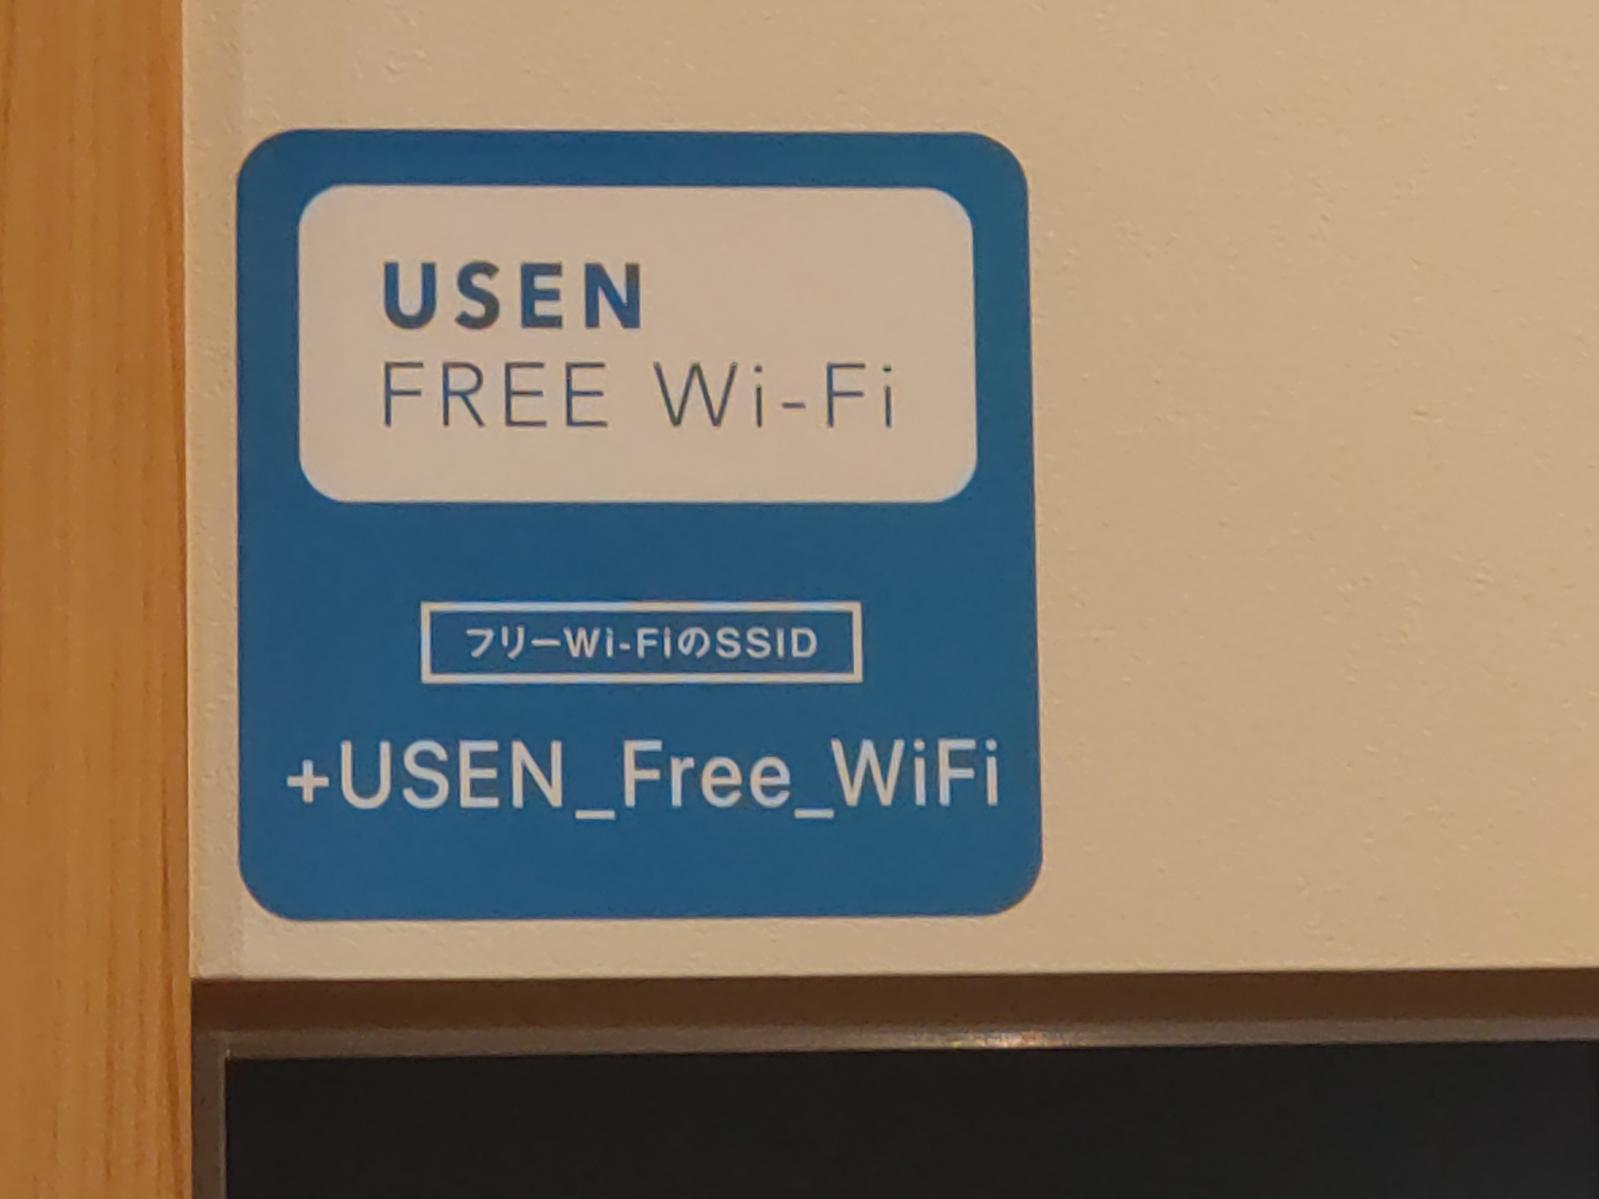 USEN
FREE Wi-Fi
フリーWi-FiのSSID
+USEN_Free_WiFi